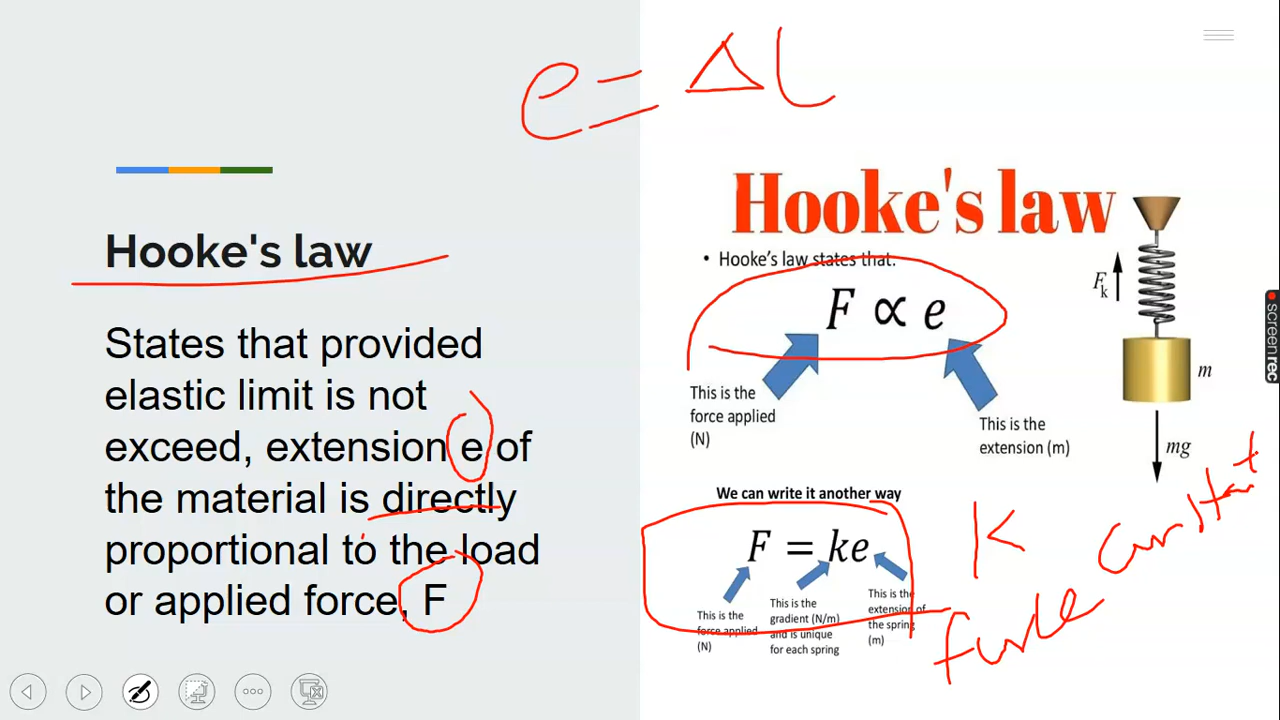 e = ΔL
Hooke's law
States that provided
elastic limit is not
exceed, extension e of
the material is directly
proportional to the load
or applied force, F
Hooke's law
• Hooke's law states that:
F ∝ e
This is the
force applied
(N)
This is the
extension (m)
F
k
m
mg
We can write it another way
F = ke
This is the
force applied
(N)
This is the
gradient (N/m)
and is unique
for each spring
This is the
extension of
the spring
(m)
K
force constant
screenrec